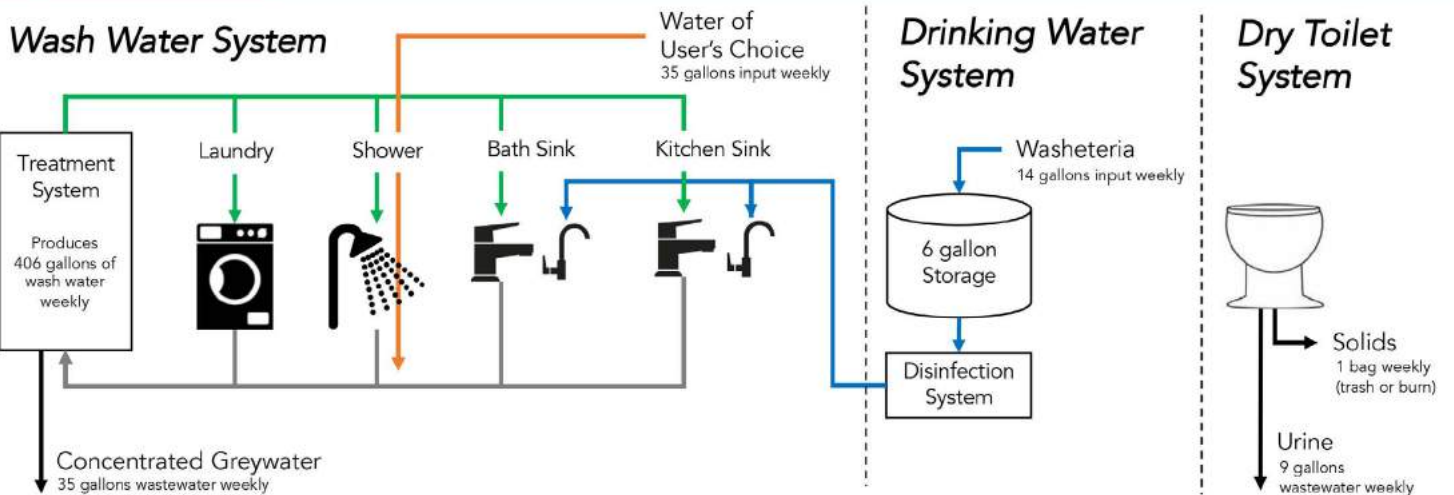 Wash Water System
Water of
User's Choice
35 gallons input weekly
Treatment
System
Produces
406 gallons of
wash water
weekly
Laundry
Shower
Bath Sink
Kitchen Sink
Concentrated Greywater
35 gallons wastewater weekly
Drinking Water
System
Washeteria
14 gallons input weekly
6 gallon
Storage
Disinfection
System
Dry Toilet
System
Solids
1 bag weekly
(trash or burn)
Urine
9 gallons
wastewater weekly